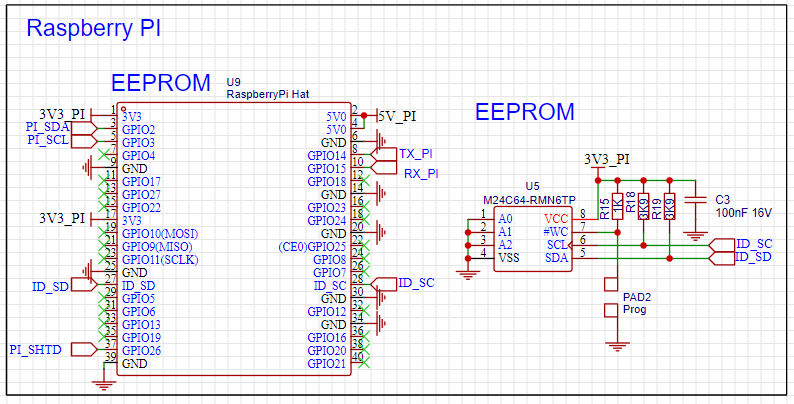 Raspberry PI
EEPROM
U9
RaspberryPi Hat
3V3_PI 1 3V3 5V0 2 5V_PI
PI_SDA 3 GPIO2 5V0 4
PI_SCL 5 GPIO3 GND 6
7 GPIO4 GPIO14 8 TX_PI
9 GND GPIO15 10 RX_PI
11 GPIO17 GPIO18 12
13 GPIO27 GND 14
15 GPIO22 GPIO23 16
3V3_PI 17 3V3 GPIO24 18
19 GPIO10(MOSI) GND 20
21 GPIO9(MISO) (CE0)GPIO25 22
23 GPIO11(SCLK) GPIO8 24
25 GND GPIO7 26
ID_SD 27 ID_SD ID_SC 28 ID_SC
29 GPIO5 GND 30
31 GPIO6 GPIO12 32
33 GPIO13 GND 34
35 GPIO19 GPIO16 36
PI_SHTD 37 GPIO26 GPIO20 38
39 GND GPIO21 40
EEPROM
3V3_PI
U5
M24C64-RMN6TP
1 A0 VCC 8
2 A1 #WC 7
3 A2 SCL 6
4 VSS SDA 5
R15 1K
R18 3K9
R19 3K9
C3
100nF 16V
ID_SC
ID_SD
PAD2
Prog